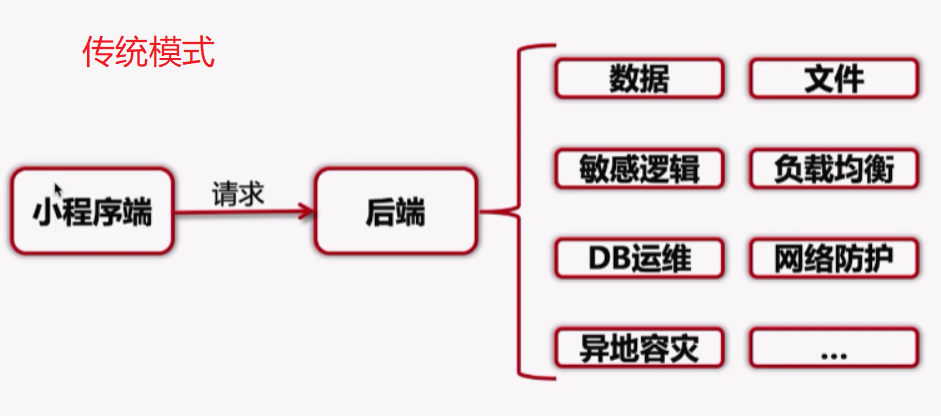 传统模式
小程序端
请求
后端
数据
文件
敏感逻辑
负载均衡
DB运维
网络防护
异地容灾
...